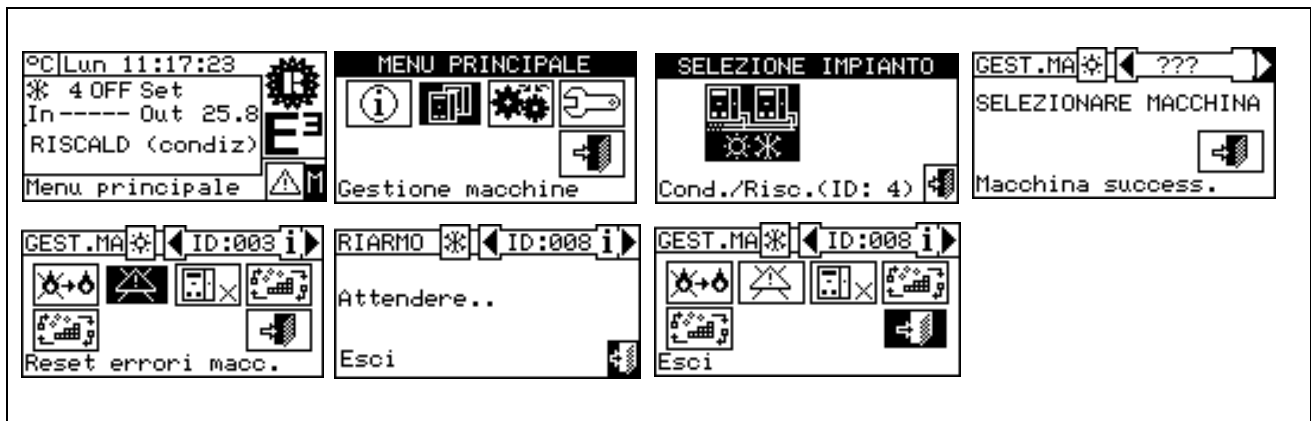 ºC Lun 11:17:23
4 OFF Set
In ----- Out 25.8
RISCALD (condiz)
E3
Menu principale M
MENU PRINCIPALE
i
Gestione macchine
SELEZIONE IMPIANTO
Cond./Risc.(ID: 4)
GEST.MA ???
SELEZIONARE MACCHINA
Macchina success.
GEST.MA ID:003 i
Reset errori macc.
RIARMO ID:008 i
Attendere..
Esci
GEST.MA ID:008 i
Esci